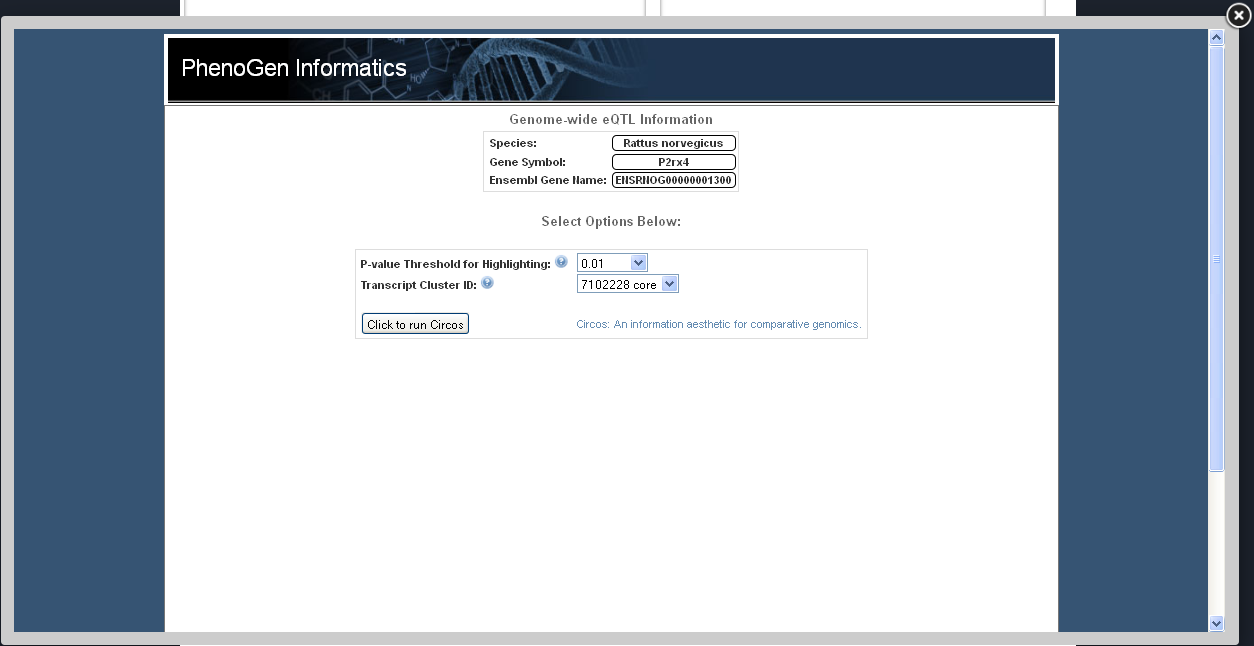 PhenoGen Informatics
Genome-wide eQTL Information
Species: Rattus norvegicus
Gene Symbol: P2rx4
Ensembl Gene Name: ENSRNOG00000001300
Select Options Below:
P-value Threshold for Highlighting: ? 0.01
Transcript Cluster ID: ? 7102228 core
Click to run Circos Circos: An information aesthetic for comparative genomics.